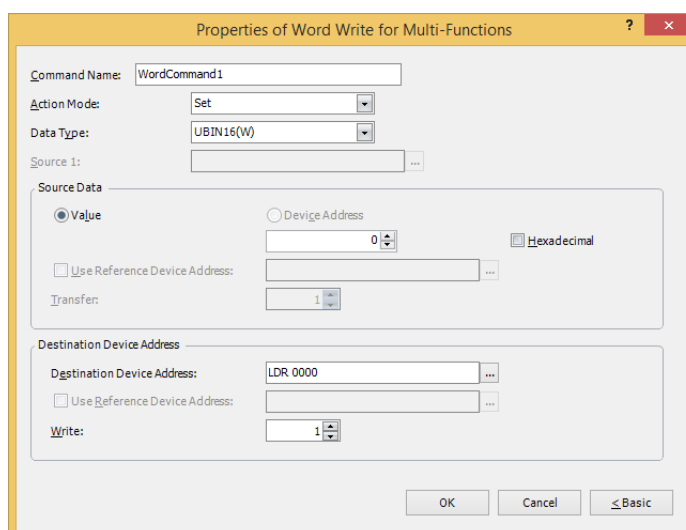 Properties of Word Write for Multi-Functions
?
Command Name: WordCommand1
Action Mode: Set
Data Type: UBIN16(W)
Source 1: ...
Source Data
Value Device Address
0 Hexadecimal
Use Reference Device Address: ...
Transfer: 1
Destination Device Address
Destination Device Address: LDR 0000 ...
Use Reference Device Address: ...
Write: 1
OK Cancel < Basic